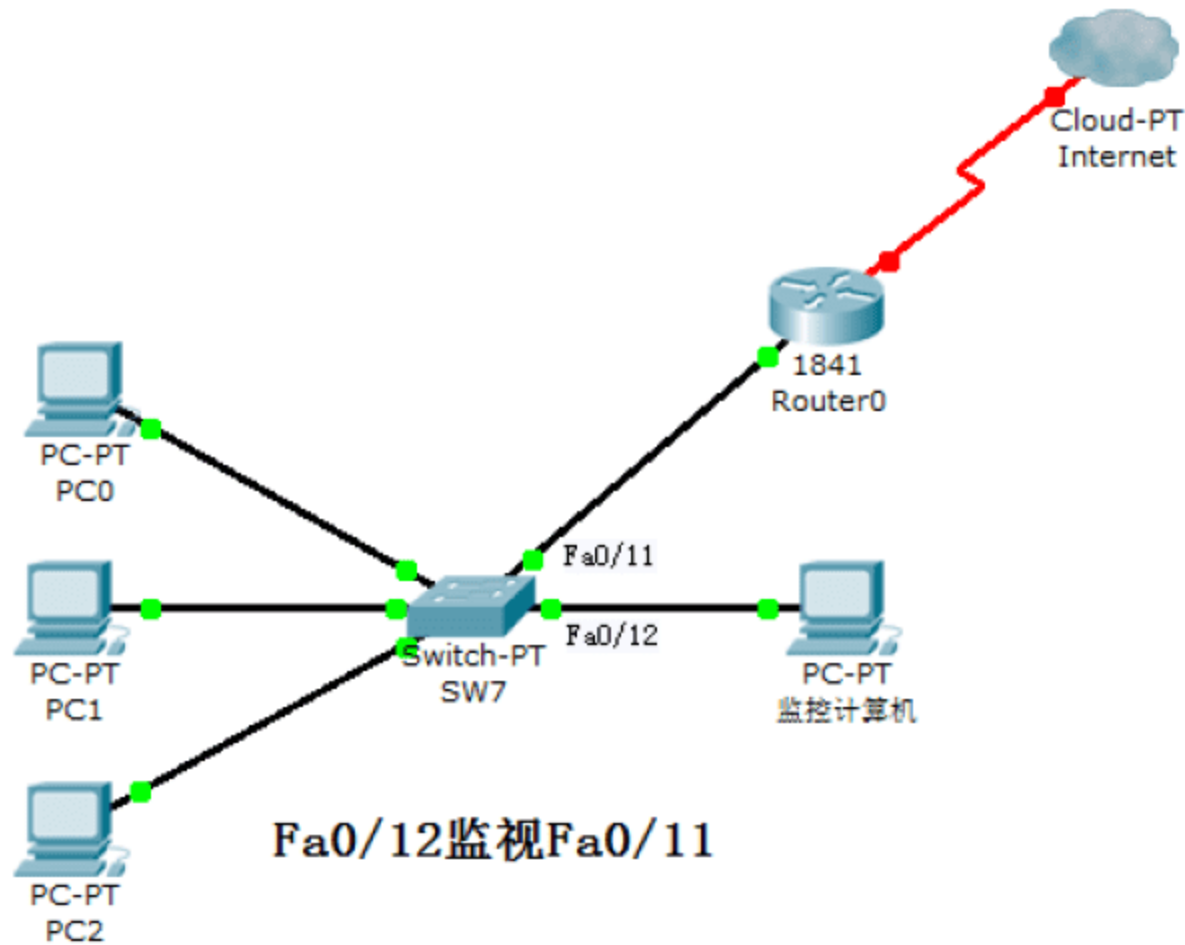 Cloud-PT
Internet
1841
Router0
PC-PT
PC0
Fa0/11
Fa0/12
Switch-PT
SW7
PC-PT
PC1
PC-PT
监控计算机
Fa0/12监视Fa0/11
PC-PT
PC2